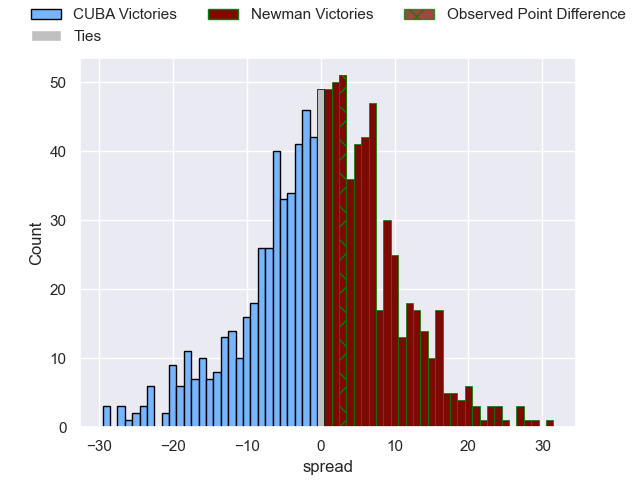 CUBA Victories Newman Victories Observed Point Difference
Ties
50
40
30
20
10
0
Count
−30 −20 −10 0 10 20 30
spread